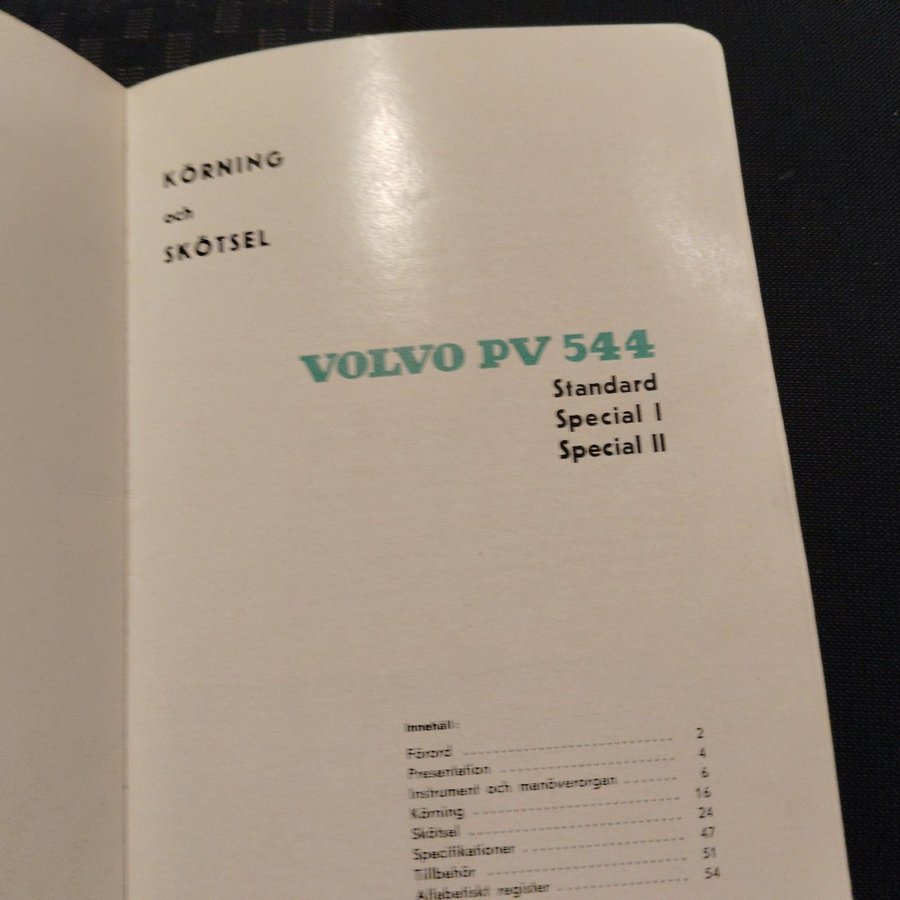 KÖRNING
och
SKÖTSEL
VOLVO PV 544
Standard
Special I
Special II
Innehåll:
Förord 2
Presentation 4
Instrument och manöverorgan 6
Körning 16
Skötsel 24
Specifikationer 47
Tillbehör 51
Alfabetiskt register 54